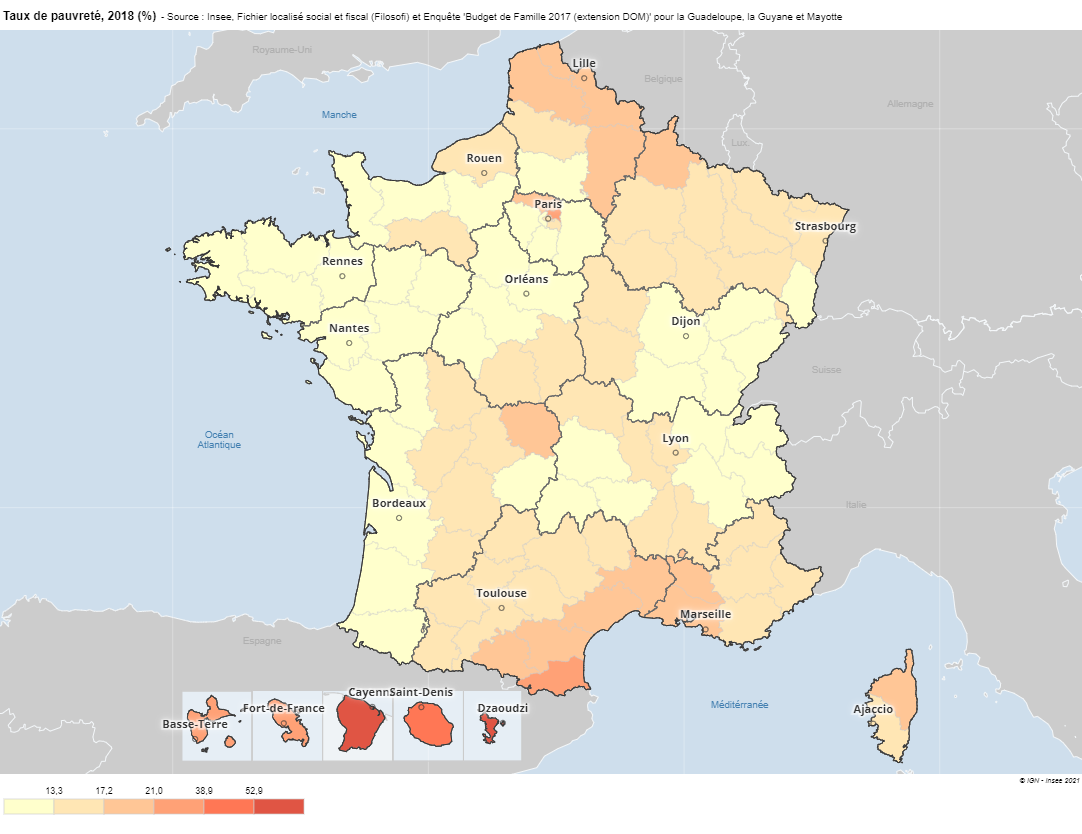 Taux de pauvreté, 2018 (%) - Source : Insee, Fichier localisé social et fiscal (Filosofi) et Enquête 'Budget de Famille 2017 (extension DOM)' pour la Guadeloupe, la Guyane et Mayotte
Royaume-Uni
Lille
Belgique
Allemagne
Manche
Lux.
Rouen
Paris
Strasbourg
Rennes
Orléans
Nantes
Dijon
Suisse
Océan
Atlantique
Lyon
Bordeaux
Italie
Toulouse
Marseille
Espagne
Cayenn
Saint-Denis
Fort-de-France
Dzaoudzi
Méditérranée
Ajaccio
Basse-Terre
© IGN - Insee 2021
13,3 17,2 21,0 38,9 52,9